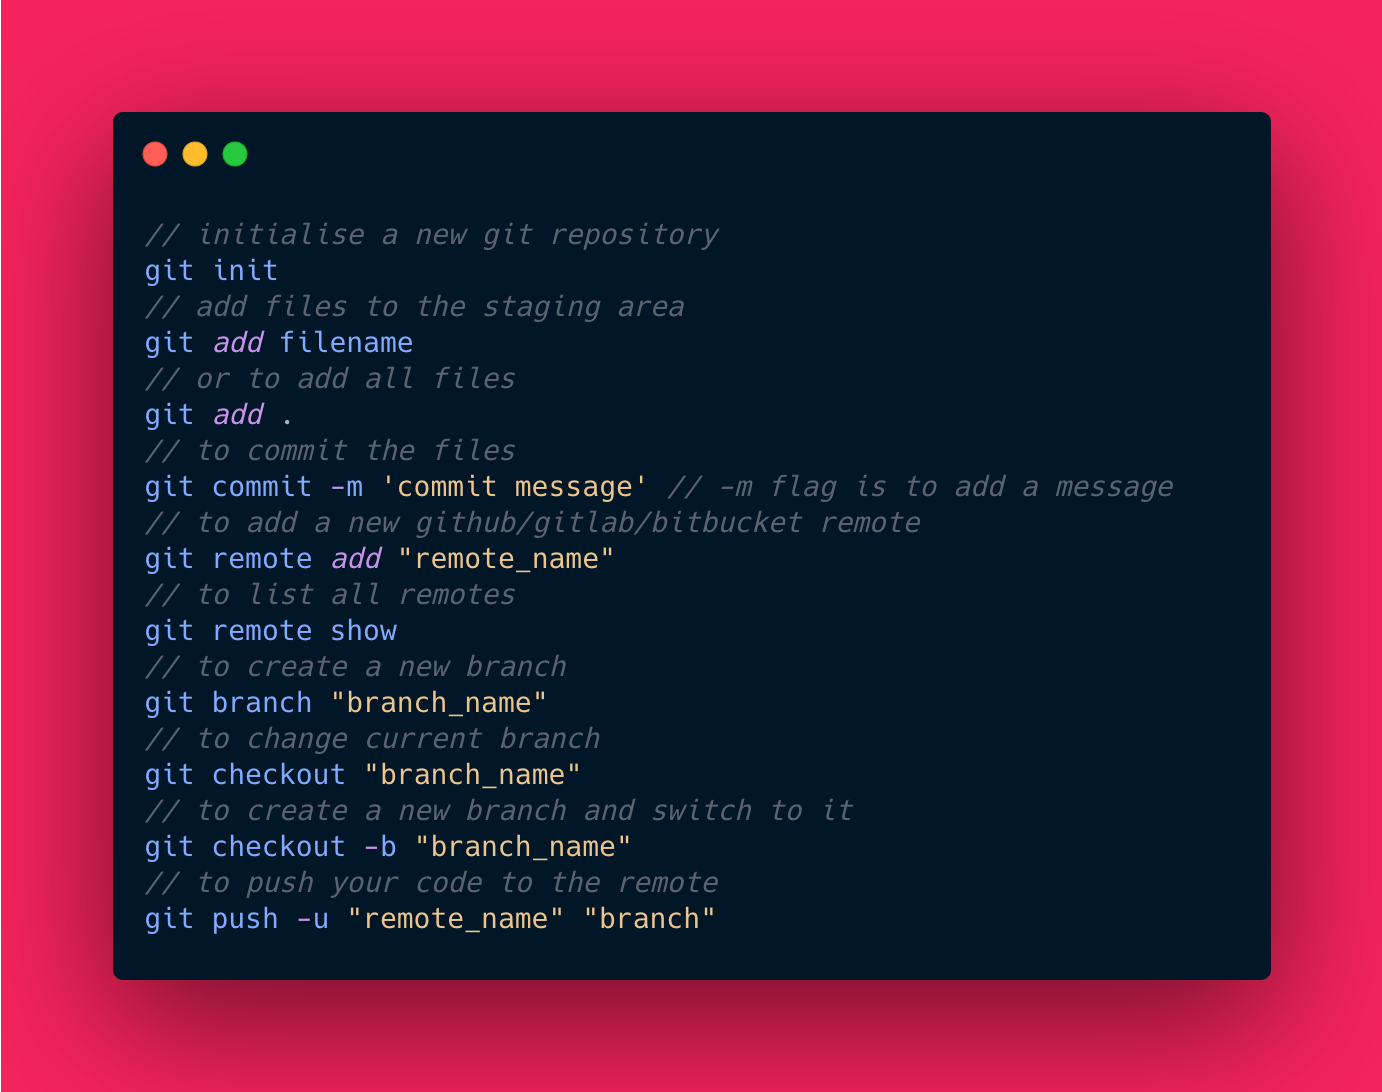 // initialise a new git repository
git init
// add files to the staging area
git add filename
// or to add all files
git add .
// to commit the files
git commit -m 'commit message' // -m flag is to add a message
// to add a new github/gitlab/bitbucket remote
git remote add "remote_name"
// to list all remotes
git remote show
// to create a new branch
git branch "branch_name"
// to change current branch
git checkout "branch_name"
// to create a new branch and switch to it
git checkout -b "branch_name"
// to push your code to the remote
git push -u "remote_name" "branch"